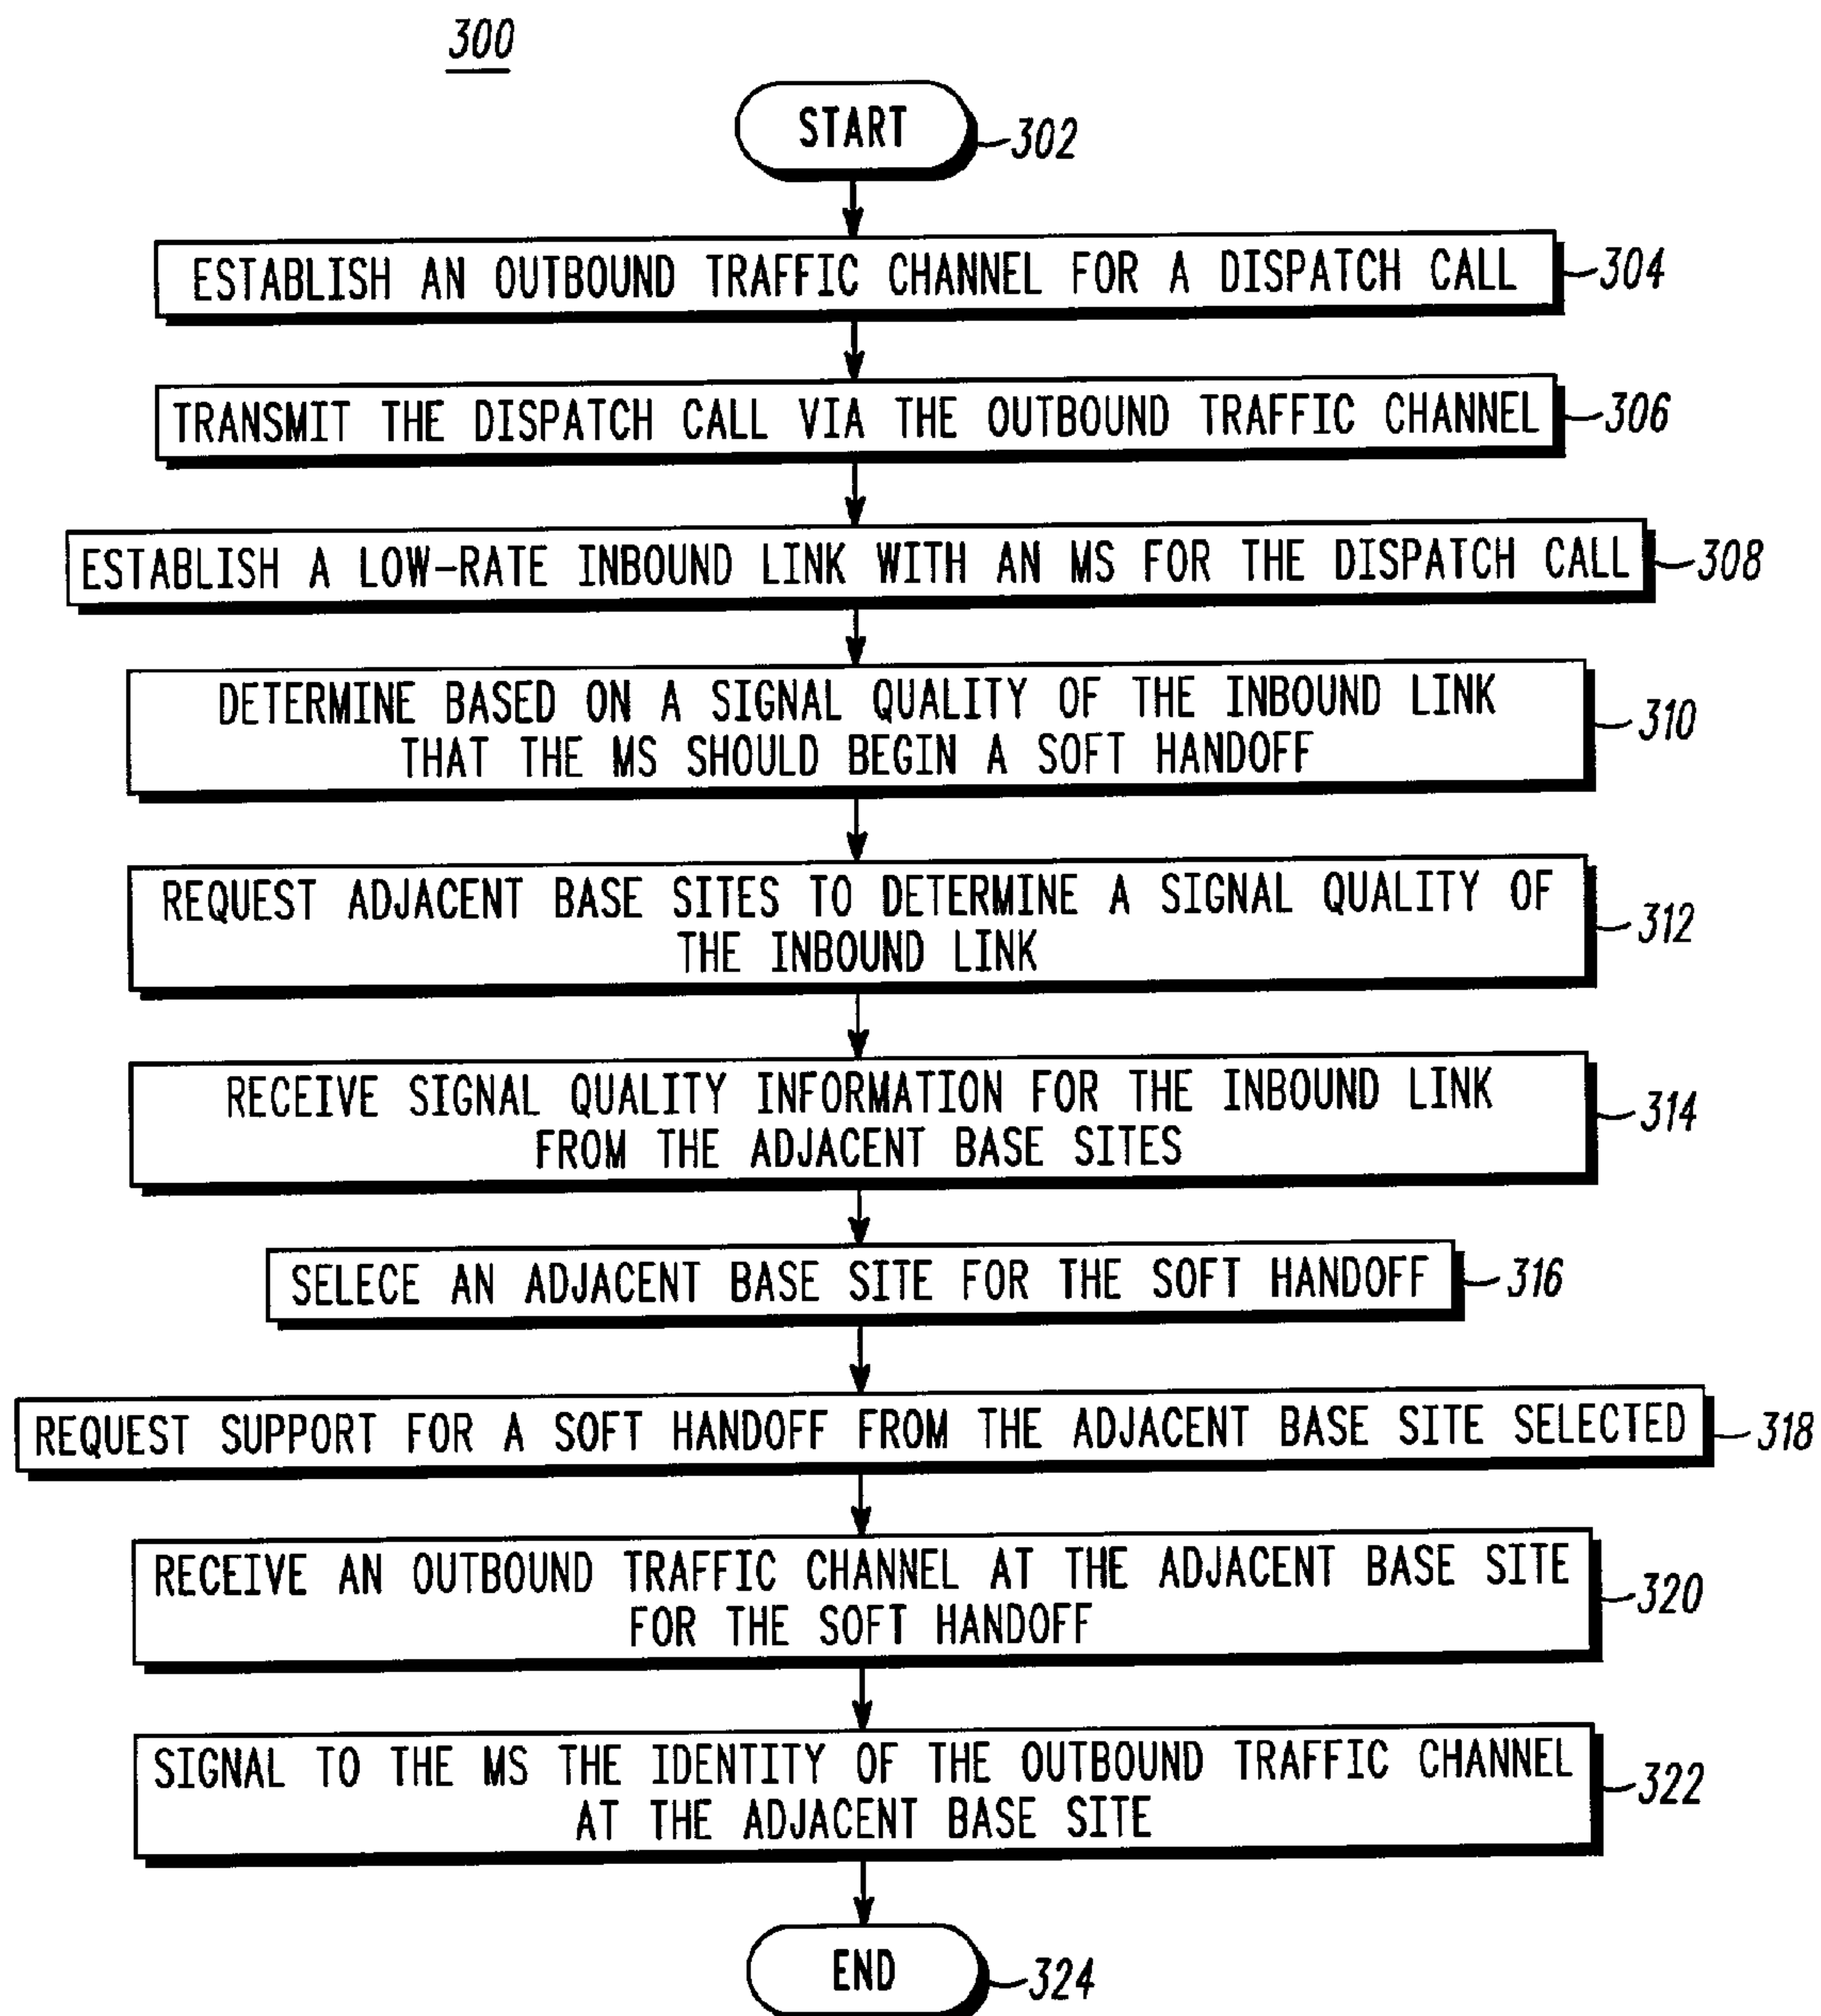 300
START
302
ESTABLISH AN OUTBOUND TRAFFIC CHANNEL FOR A DISPATCH CALL
304
TRANSMIT THE DISPATCH CALL VIA THE OUTBOUND TRAFFIC CHANNEL
306
ESTABLISH A LOW-RATE INBOUND LINK WITH AN MS FOR THE DISPATCH CALL
308
DETERMINE BASED ON A SIGNAL QUALITY OF THE INBOUND LINK
THAT THE MS SHOULD BEGIN A SOFT HANDOFF
310
REQUEST ADJACENT BASE SITES TO DETERMINE A SIGNAL QUALITY OF
THE INBOUND LINK
312
RECEIVE SIGNAL QUALITY INFORMATION FOR THE INBOUND LINK
FROM THE ADJACENT BASE SITES
314
SELECE AN ADJACENT BASE SITE FOR THE SOFT HANDOFF
316
REQUEST SUPPORT FOR A SOFT HANDOFF FROM THE ADJACENT BASE SITE SELECTED
318
RECEIVE AN OUTBOUND TRAFFIC CHANNEL AT THE ADJACENT BASE SITE
FOR THE SOFT HANDOFF
320
SIGNAL TO THE MS THE IDENTITY OF THE OUTBOUND TRAFFIC CHANNEL
AT THE ADJACENT BASE SITE
322
END
324